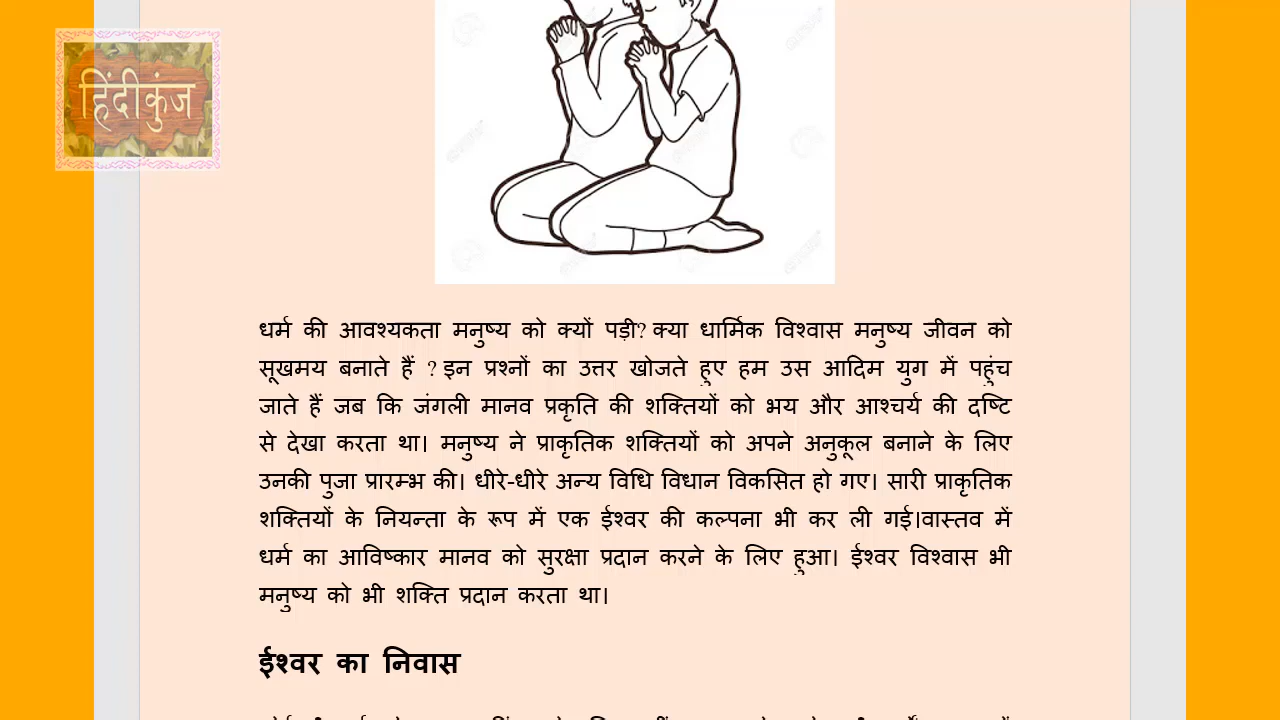 हिंदीकुंज
धर्म की आवश्यकता मनुष्य को क्यों पड़ी? क्या धार्मिक विश्वास मनुष्य जीवन को
सूखमय बनाते हैं ? इन प्रश्नों का उत्तर खोजते हुए हम उस आदिम युग में पहूंच
जाते हैं जब कि जंगली मानव प्रकृति की शक्तियों को भय और आश्चर्य की दष्टि
से देखा करता था। मनुष्य ने प्राकृतिक शक्तियों को अपने अनुकूल बनाने के लिए
उनकी पुजा प्रारम्भ की। धीरे-धीरे अन्य विधि विधान विकसित हो गए। सारी प्राकृतिक
शक्तियों के नियन्ता के रूप में एक ईश्वर की कल्पना भी कर ली गई।वास्तव में
धर्म का आविष्कार मानव को सुरक्षा प्रदान करने के लिए हुआ। ईश्वर विश्वास भी
मनुष्य को भी शक्ति प्रदान करता था।
ईश्वर का निवास